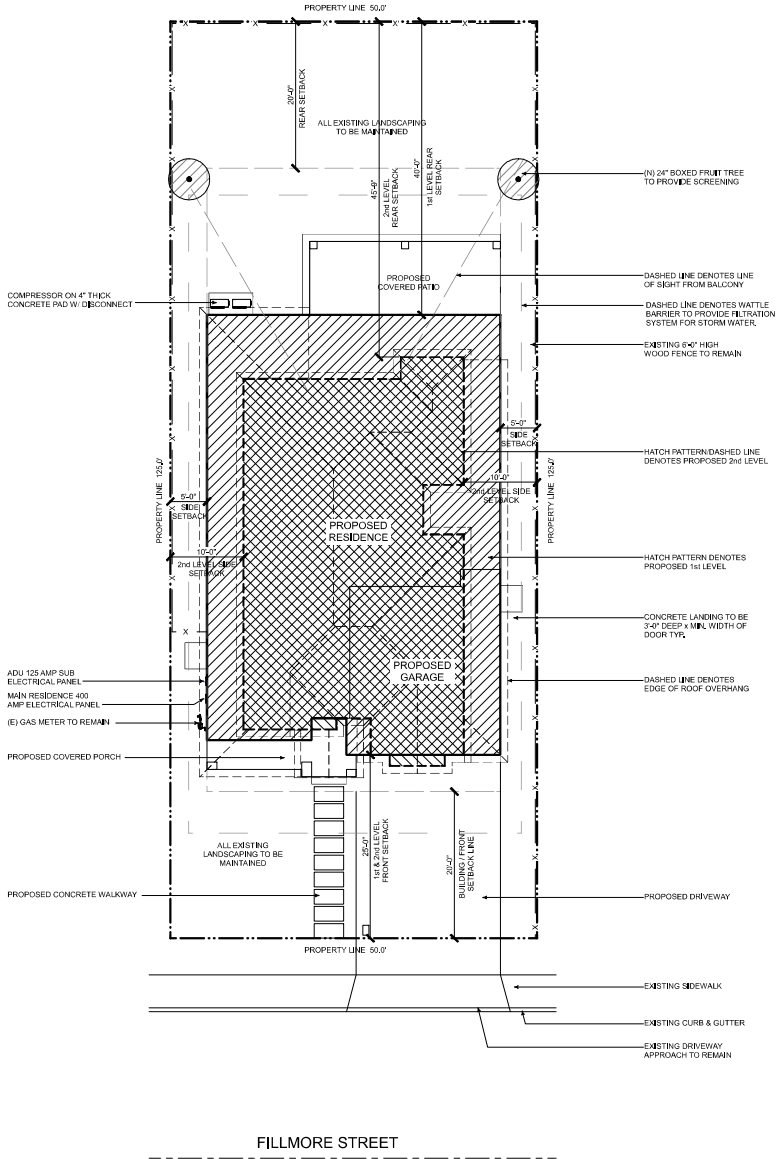 PROPERTY LINE 50.0'
20'-0"
REAR SETBACK
ALL EXISTING LANDSCAPING
TO BE MAINTAINED
45'-9"
2nd LEVEL
REAR SETBACK
40'-0"
1st LEVEL REAR
SETBACK
(N) 24" BOXED FRUIT TREE
TO PROVIDE SCREENING
PROPOSED
COVERED PATIO
DASHED LINE DENOTES LINE
OF SIGHT FROM BALCONY
COMPRESSOR ON 4" THICK
CONCRETE PAD W/ DISCONNECT
DASHED LINE DENOTES WATTLE
BARRIER TO PROVIDE FILTRATION
SYSTEM FOR STORM WATER.
EXISTING 6'-0" HIGH
WOOD FENCE TO REMAIN
5'-0"
SIDE
SETBACK
HATCH PATTERN/DASHED LINE
DENOTES PROPOSED 2nd LEVEL
10'-0"
2nd LEVEL SIDE
SETBACK
PROPERTY LINE 125.0'
PROPERTY LINE 125.0'
5'-0"
SIDE
SETBACK
PROPOSED
RESIDENCE
10'-0"
2nd LEVEL SIDE
SETBACK
HATCH PATTERN DENOTES
PROPOSED 1st LEVEL
CONCRETE LANDING TO BE
3'-0" DEEP x MIN. WIDTH OF
DOOR TYP.
X
X
X
X
PROPOSED
GARAGE
ADU 125 AMP SUB
ELECTRICAL PANEL
DASHED LINE DENOTES
EDGE OF ROOF OVERHANG
MAIN RESIDENCE 400
AMP ELECTRICAL PANEL
(E) GAS METER TO REMAIN
PROPOSED COVERED PORCH
ALL EXISTING
LANDSCAPING TO BE
MAINTAINED
25'-0"
1st & 2nd LEVEL
FRONT SETBACK
20'-0"
BUILDING / FRONT
SETBACK LINE
PROPOSED CONCRETE WALKWAY
PROPOSED DRIVEWAY
PROPERTY LINE 50.0'
EXISTING SIDEWALK
EXISTING CURB & GUTTER
EXISTING DRIVEWAY
APPROACH TO REMAIN
FILLMORE STREET